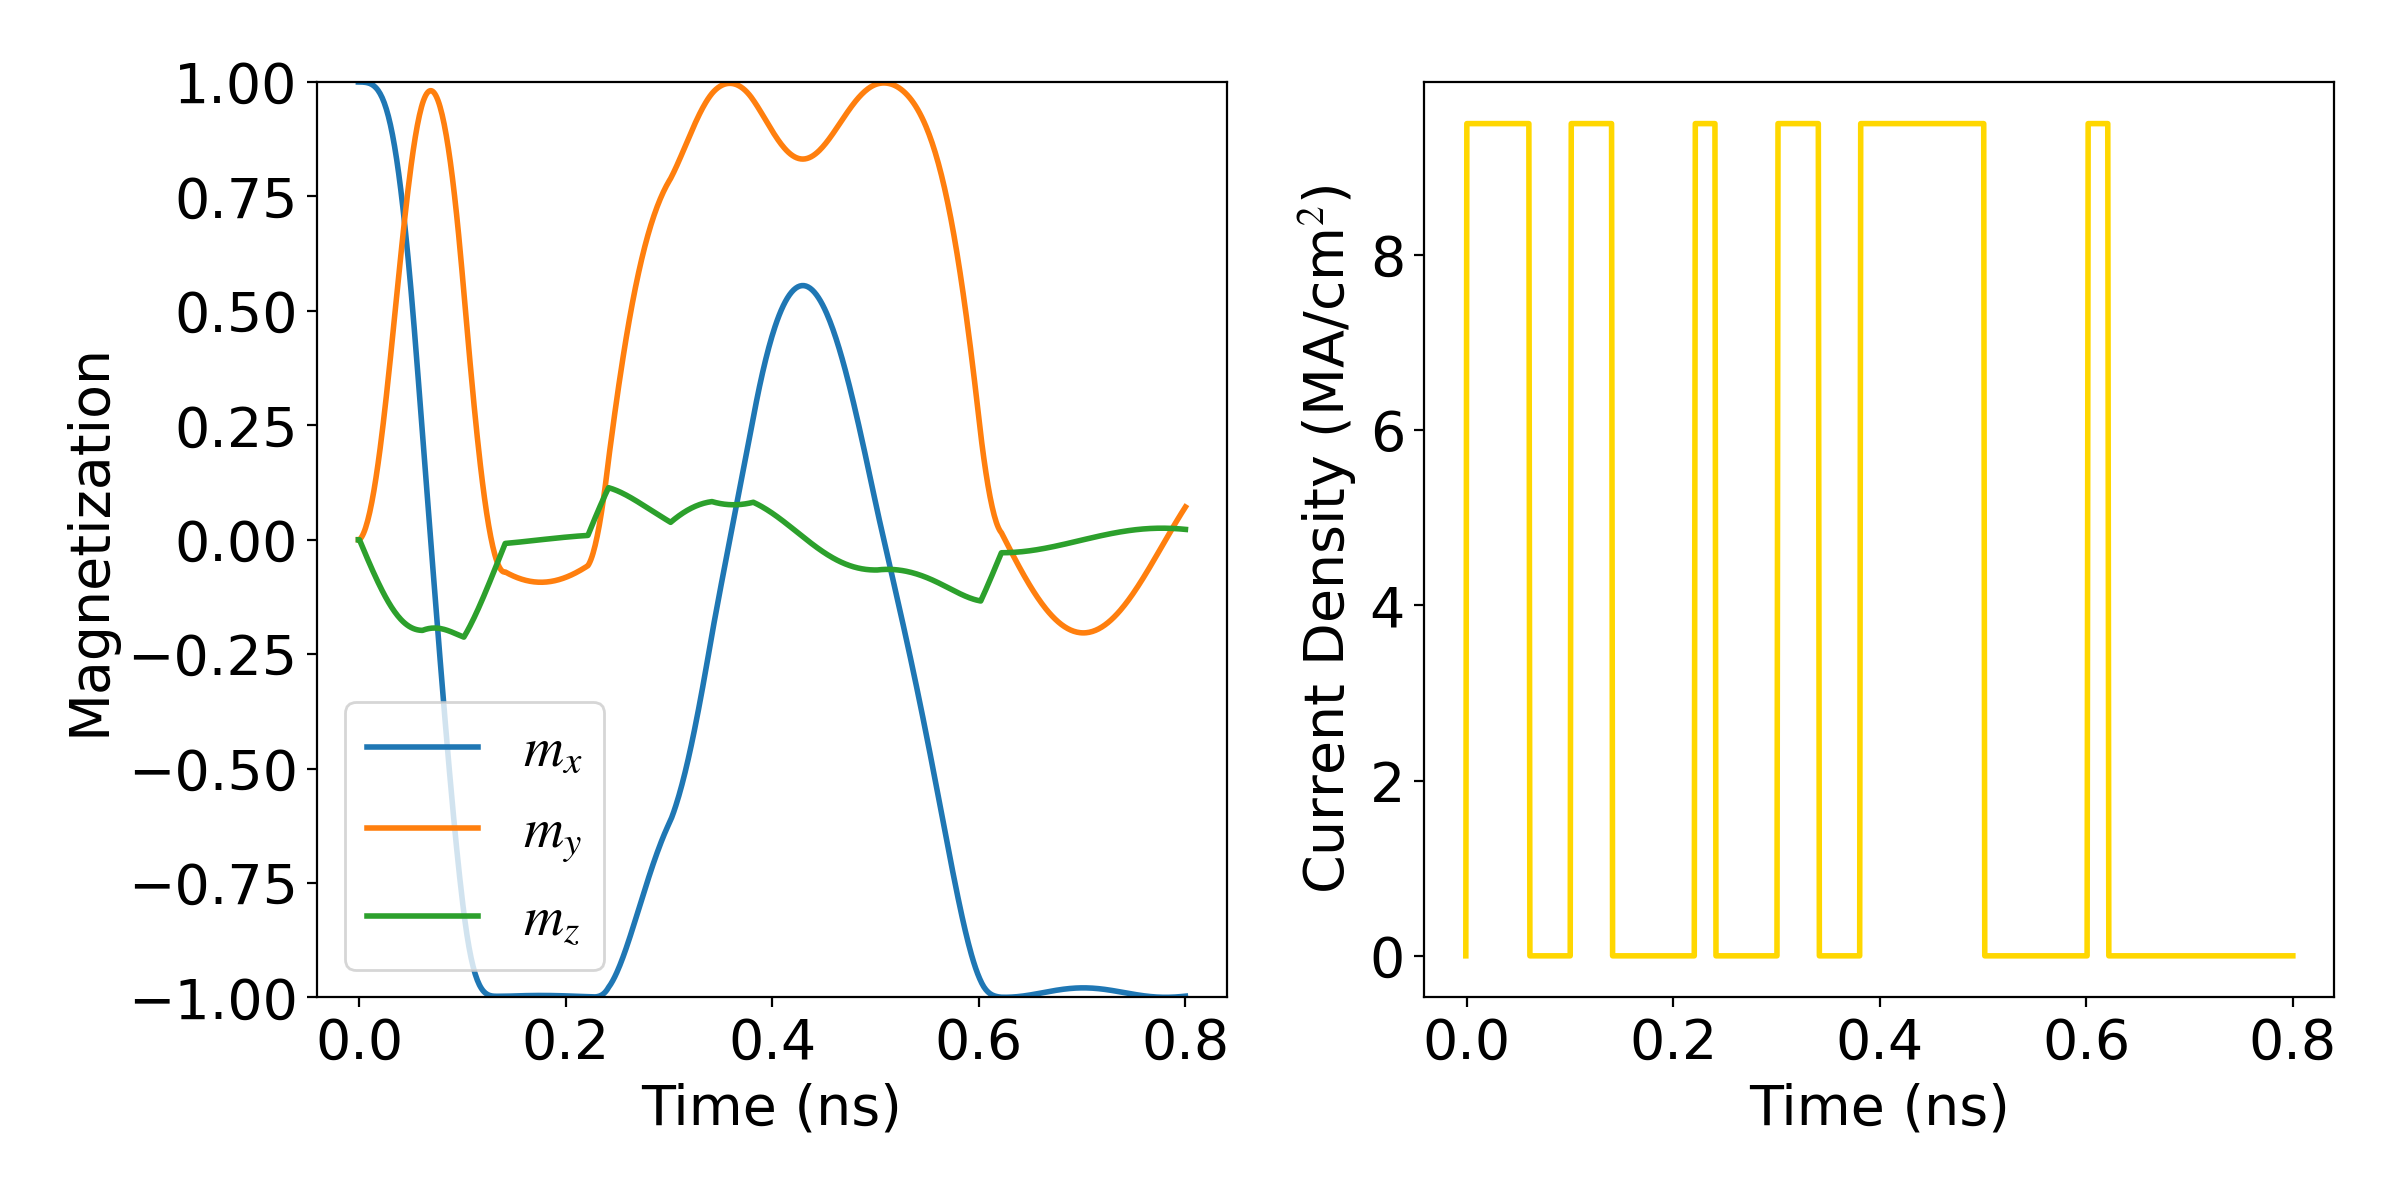 1.00
0.75
0.50
0.25
0.00
−0.25
−0.50
−0.75
−1.00
Magnetization
m_x
m_y
m_z
0.0 0.2 0.4 0.6 0.8
Time (ns)
8
6
4
2
0
Current Density (MA/cm²)
0.0 0.2 0.4 0.6 0.8
Time (ns)